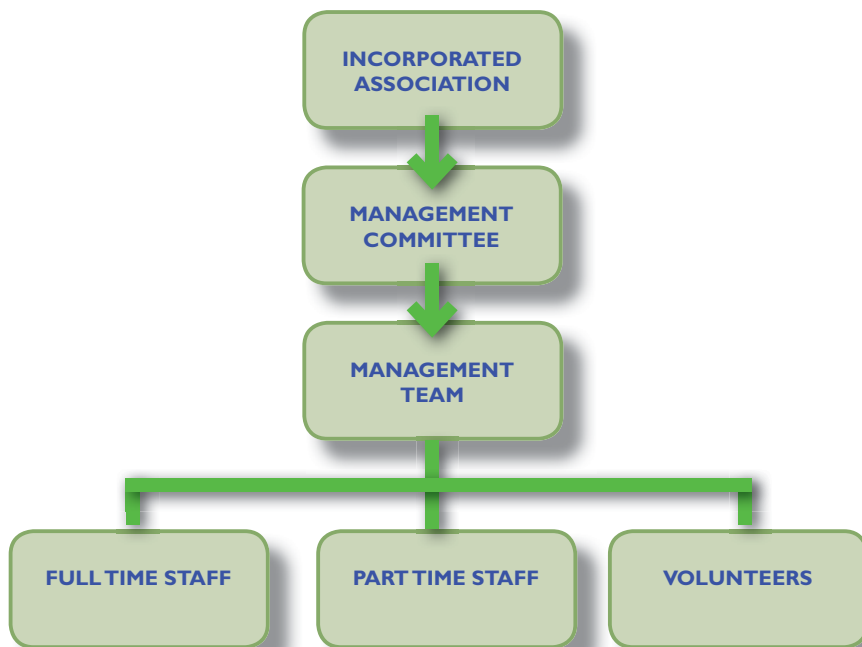 INCORPORATED
ASSOCIATION
MANAGEMENT
COMMITTEE
MANAGEMENT
TEAM
FULL TIME STAFF
PART TIME STAFF
VOLUNTEERS